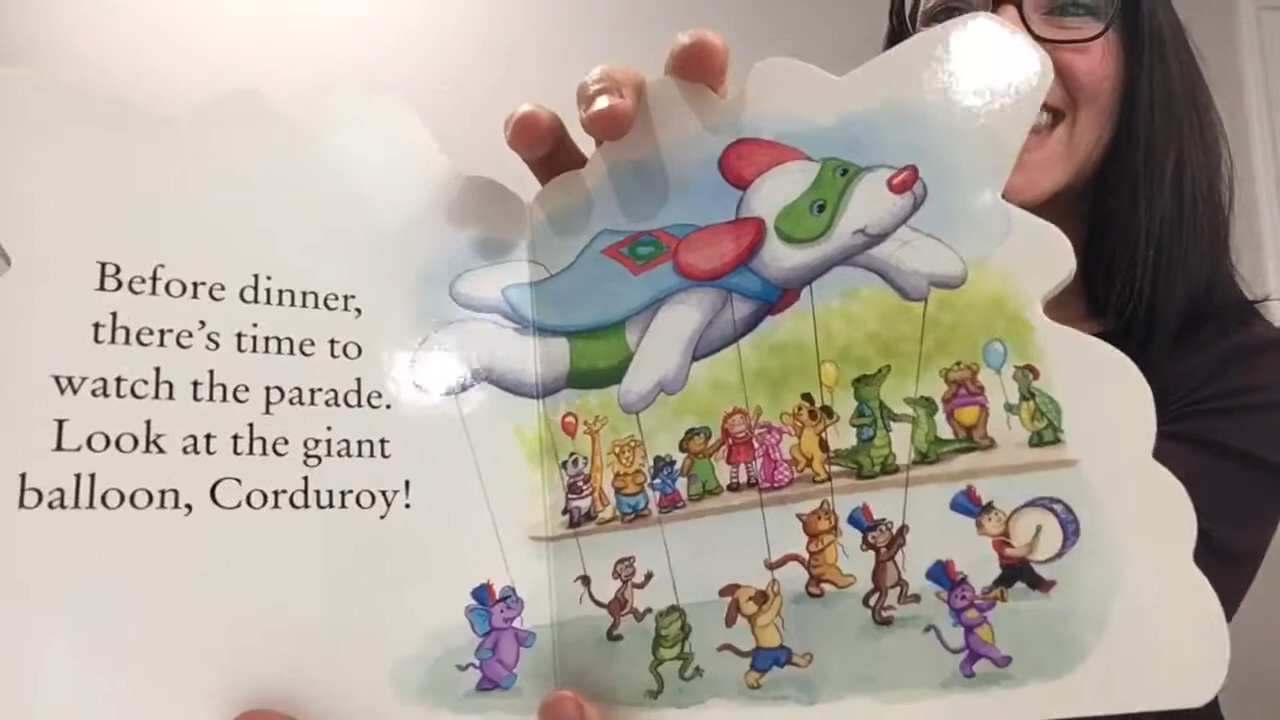 Before dinner,
there's time to
watch the parade.
Look at the giant
balloon, Corduroy!